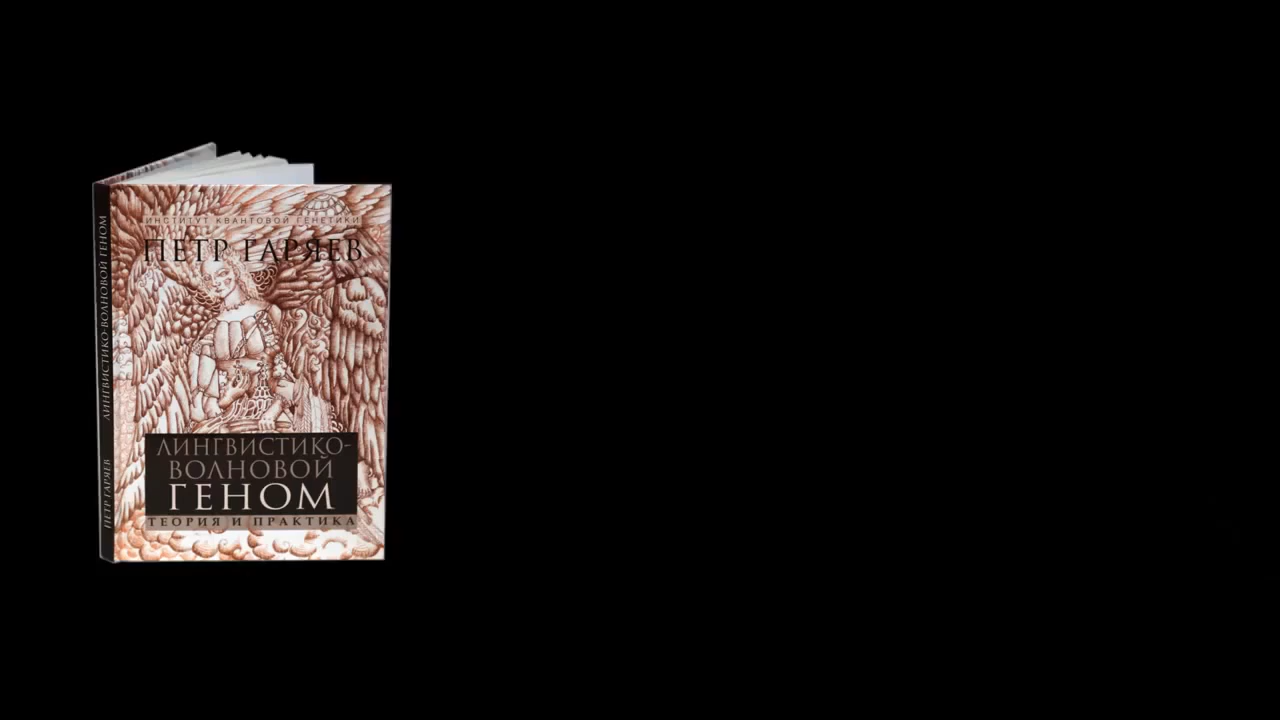 ИНСТИТУТ КВАНТОВОЙ ГЕНЕТИКИ
ПЕТР ГАРЯЕВ
ЛИНГВИСТИКО-
ВОЛНОВОЙ
ГЕНОМ
ТЕОРИЯ И ПРАКТИКА
ПЕТР ГАРЯЕВ ЛИНГВИСТИКО-ВОЛНОВОЙ ГЕНОМ